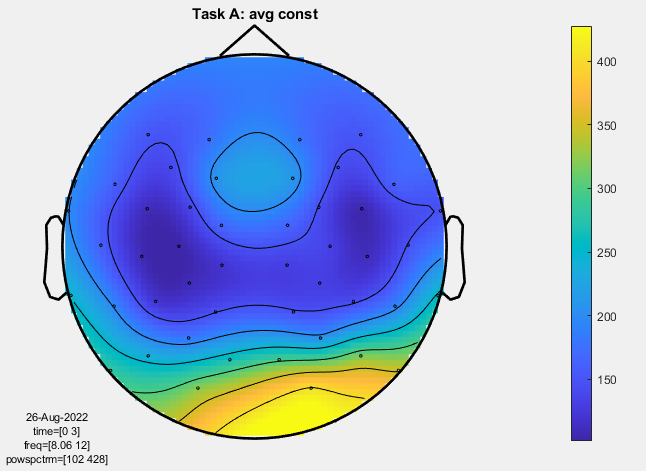 Task A: avg const
400
350
300
250
200
150
26-Aug-2022
time=[0 3]
freq=[8.06 12]
powspctrm=[102 428]